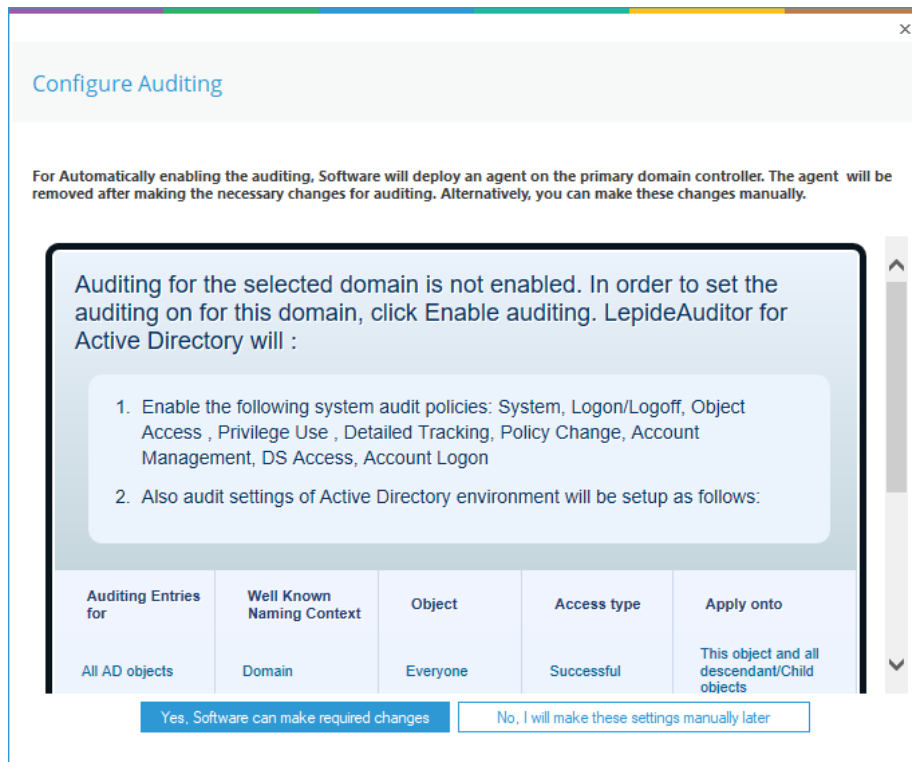 Configure Auditing
For Automatically enabling the auditing, Software will deploy an agent on the primary domain controller. The agent will be
removed after making the necessary changes for auditing. Alternatively, you can make these changes manually.
Auditing for the selected domain is not enabled. In order to set the
auditing on for this domain, click Enable auditing. LepideAuditor for
Active Directory will :
1. Enable the following system audit policies: System, Logon/Logoff, Object
Access , Privilege Use , Detailed Tracking, Policy Change, Account
Management, DS Access, Account Logon
2. Also audit settings of Active Directory environment will be setup as follows:
Auditing Entries for
Well Known Naming Context
Object
Access type
Apply onto
All AD objects
Domain
Everyone
Successful
This object and all
descendant/Child
objects
Yes, Software can make required changes
No, I will make these settings manually later